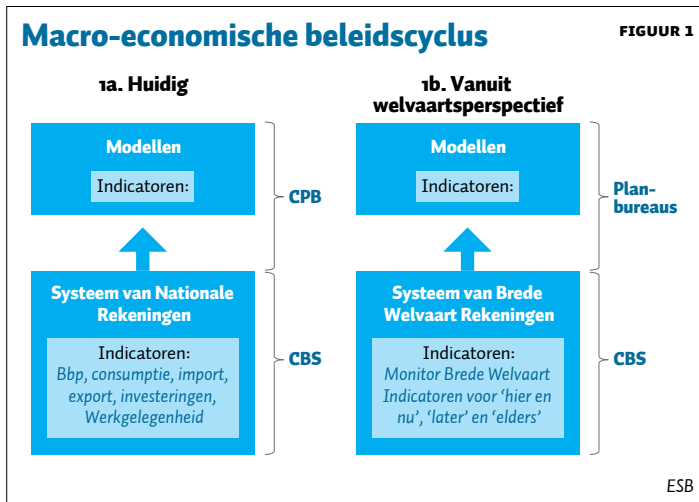 Macro-economische beleidscyclus
FIGUUR 1
1a. Huidig
Modellen
Indicatoren:
CPB
Systeem van Nationale
Rekeningen
Indicatoren:
Bbp, consumptie, import,
export, investeringen,
Werkgelegenheid
CBS
1b. Vanuit
welvaartsperspectief
Modellen
Indicatoren:
Plan-
bureaus
Systeem van Brede
Welvaart Rekeningen
Indicatoren:
Monitor Brede Welvaart
Indicatoren voor ‘hier en
nu’, ‘later’ en ‘elders’
CBS
ESB